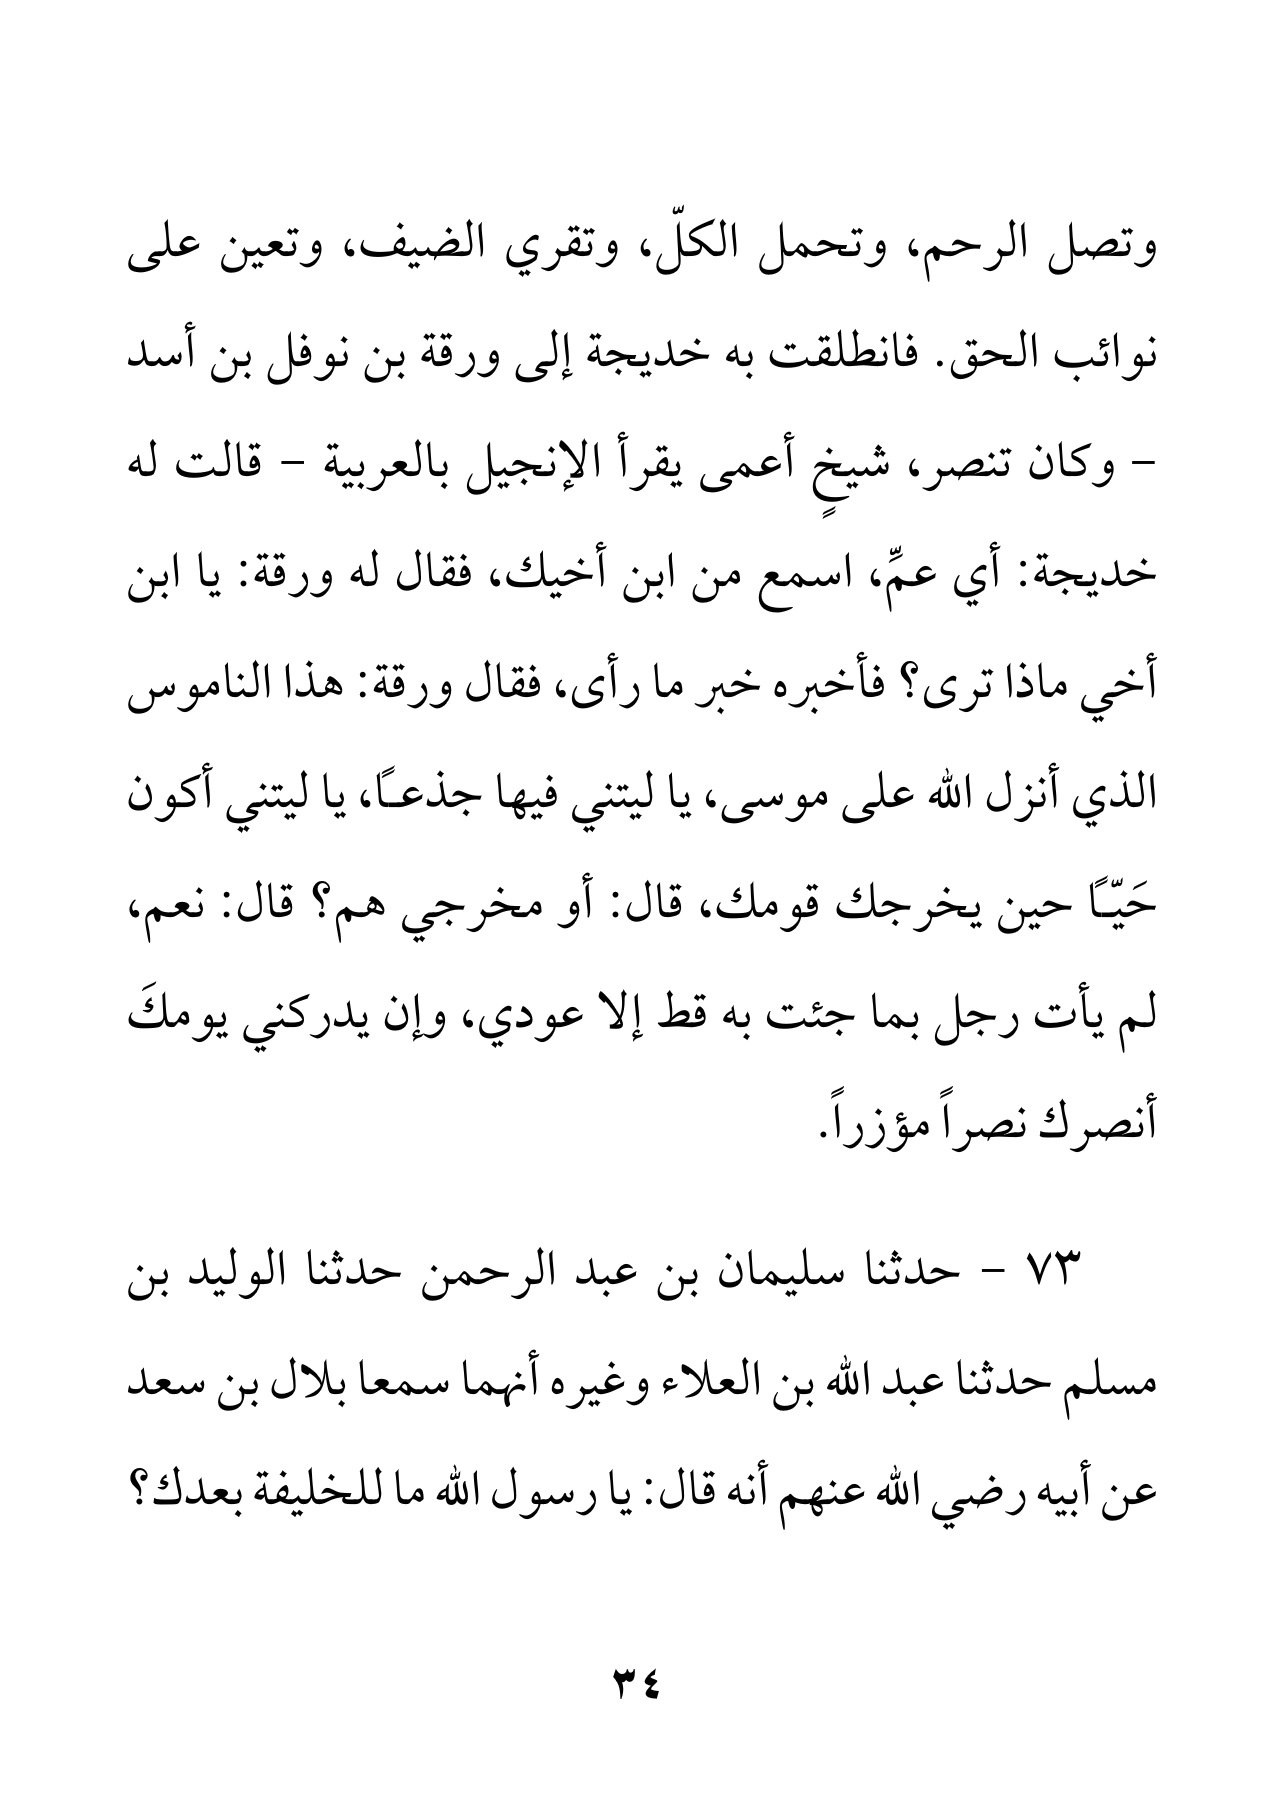 وتصل الرحم، وتحمل الكلّ، وتقري الضيف، وتعين على
نوائب الحق. فانطلقت به خديجة إلى ورقة بن نوفل بن أسد
– وكان تنصر، شيخٍ أعمى يقرأ الإنجيل بالعربية – قالت له
خديجة: أي عمِّ، اسمع من ابن أخيك، فقال له ورقة: يا ابن
أخي ماذا ترى؟ فأخبره خبر ما رأى، فقال ورقة: هذا الناموس
الذي أنزل الله على موسى، يا ليتني فيها جذعـًا، يا ليتني أكون
حَيّـًا حين يخرجك قومك، قال: أو مخرجي هم؟ قال: نعم،
لم يأت رجل بما جئت به قط إلا عودي، وإن يدركني يومكَ
أنصرك نصراً مؤزراً.
٧٣ – حدثنا سليمان بن عبد الرحمن حدثنا الوليد بن
مسلم حدثنا عبد الله بن العلاء وغيره أنهما سمعا بلال بن سعد
عن أبيه رضي الله عنهم أنه قال: يا رسول الله ما للخليفة بعدك؟
٣٤